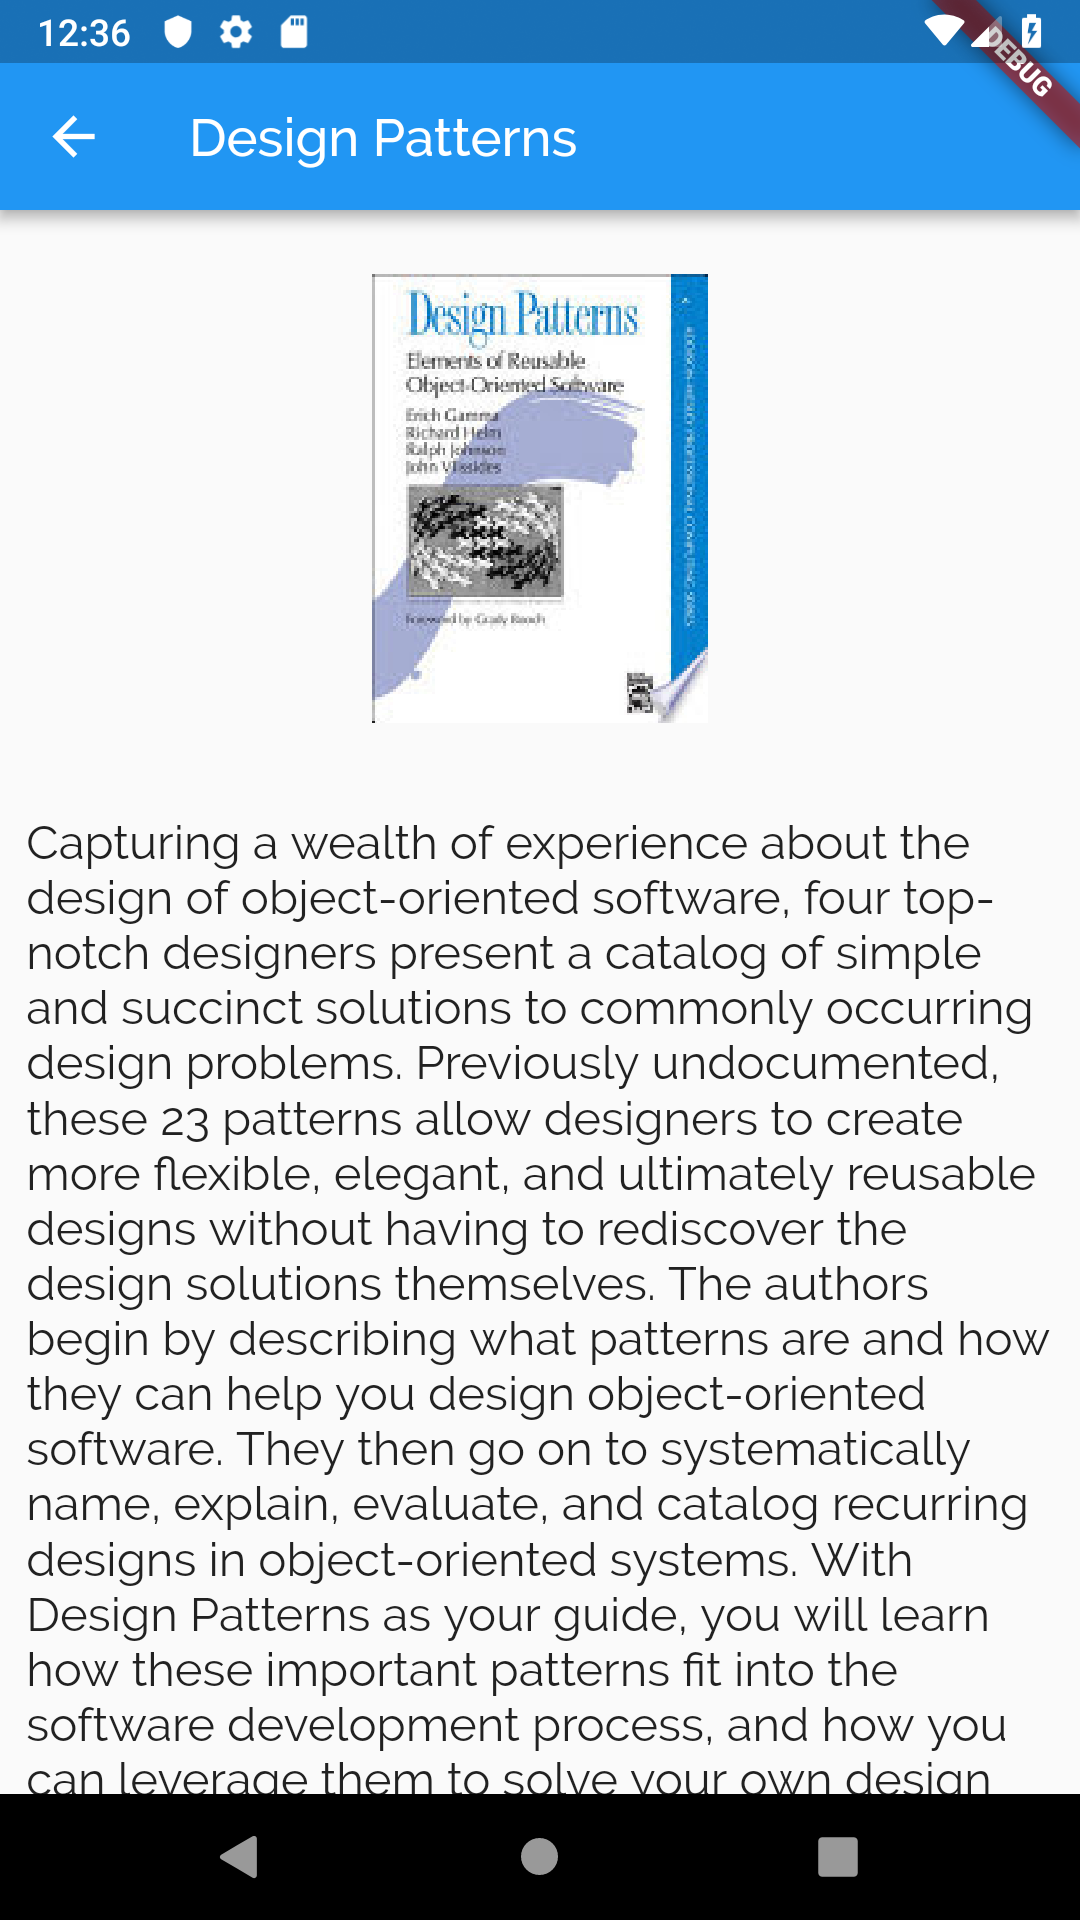 12:36
DEBUG
Design Patterns
Design Patterns
Elements of Reusable
Object-Oriented Software
Erich Gamma
Richard Helm
Ralph Johnson
John Vlissides
Foreword by Grady Booch
Capturing a wealth of experience about the
design of object-oriented software, four top-
notch designers present a catalog of simple
and succinct solutions to commonly occurring
design problems. Previously undocumented,
these 23 patterns allow designers to create
more flexible, elegant, and ultimately reusable
designs without having to rediscover the
design solutions themselves. The authors
begin by describing what patterns are and how
they can help you design object-oriented
software. They then go on to systematically
name, explain, evaluate, and catalog recurring
designs in object-oriented systems. With
Design Patterns as your guide, you will learn
how these important patterns fit into the
software development process, and how you
can leverage them to solve your own design